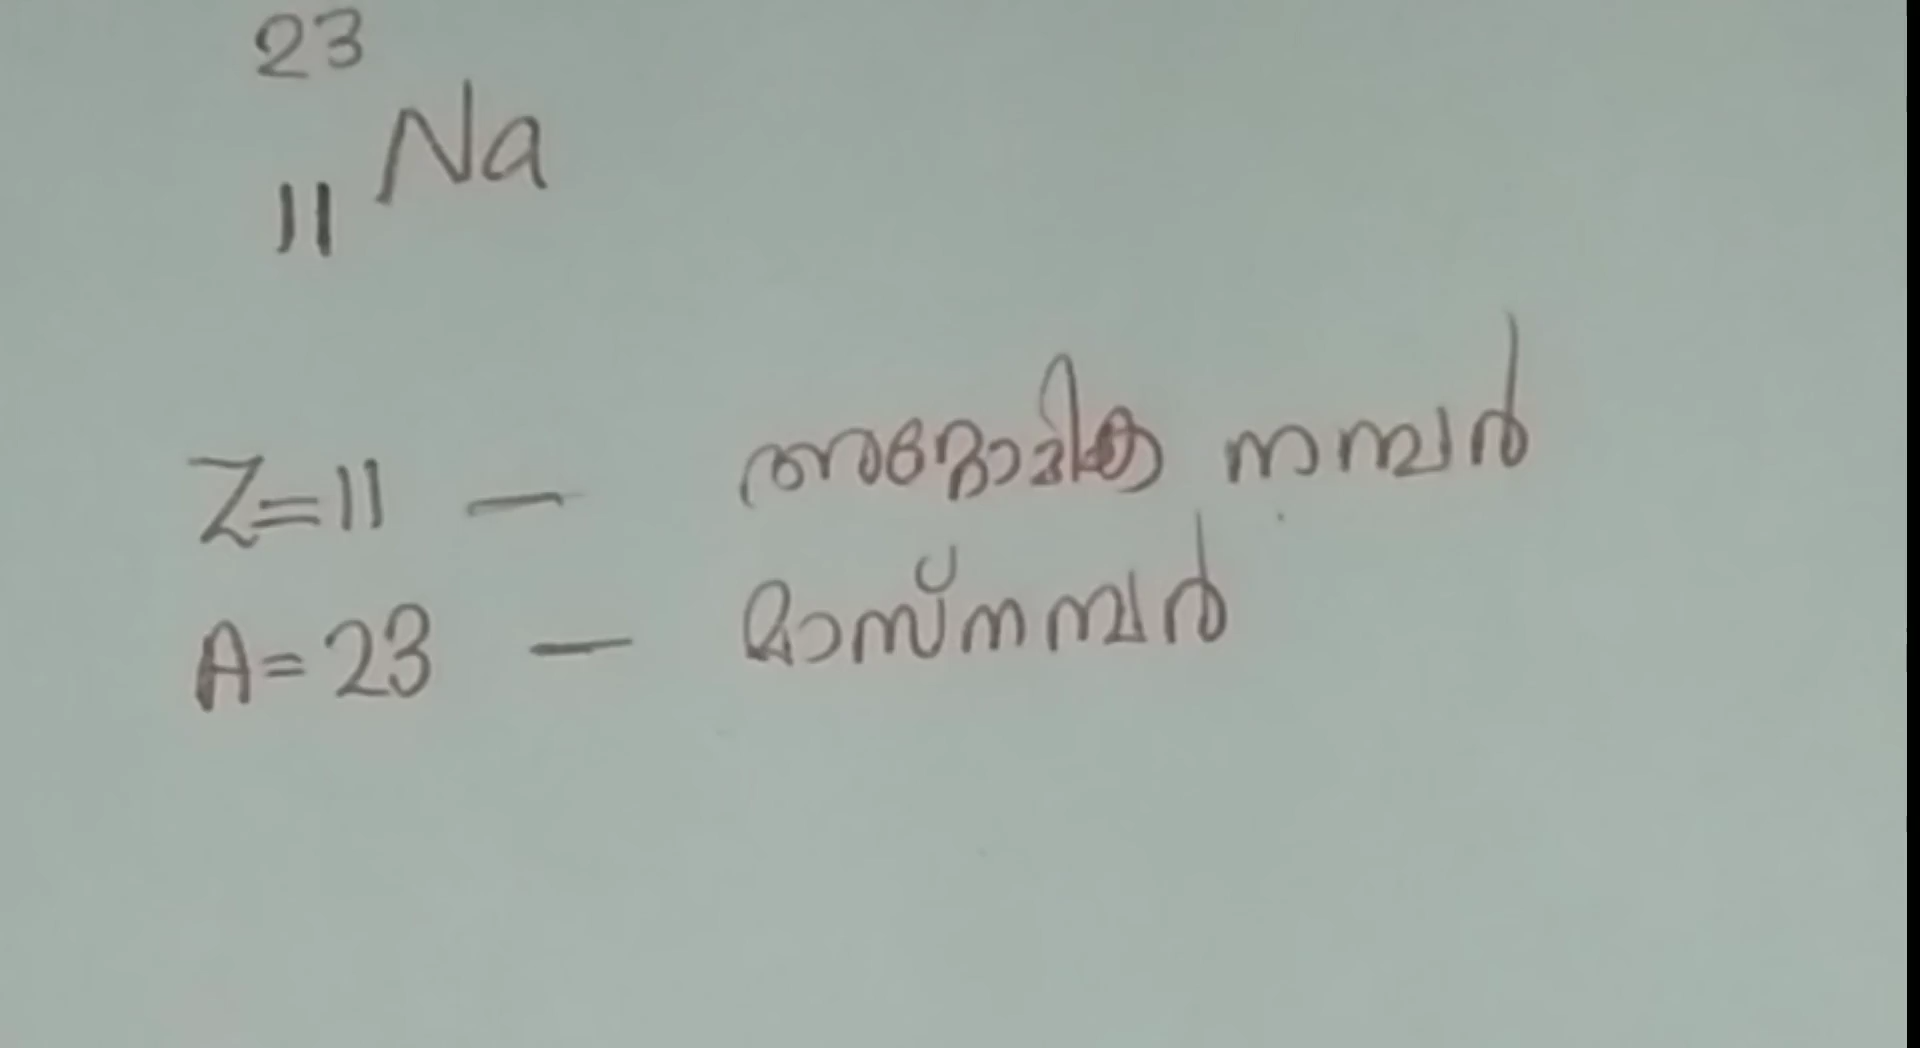 23
Na
11
Z=11 — അറ്റോമിക നമ്പർ
A=23 — മാസ്നമ്പർ